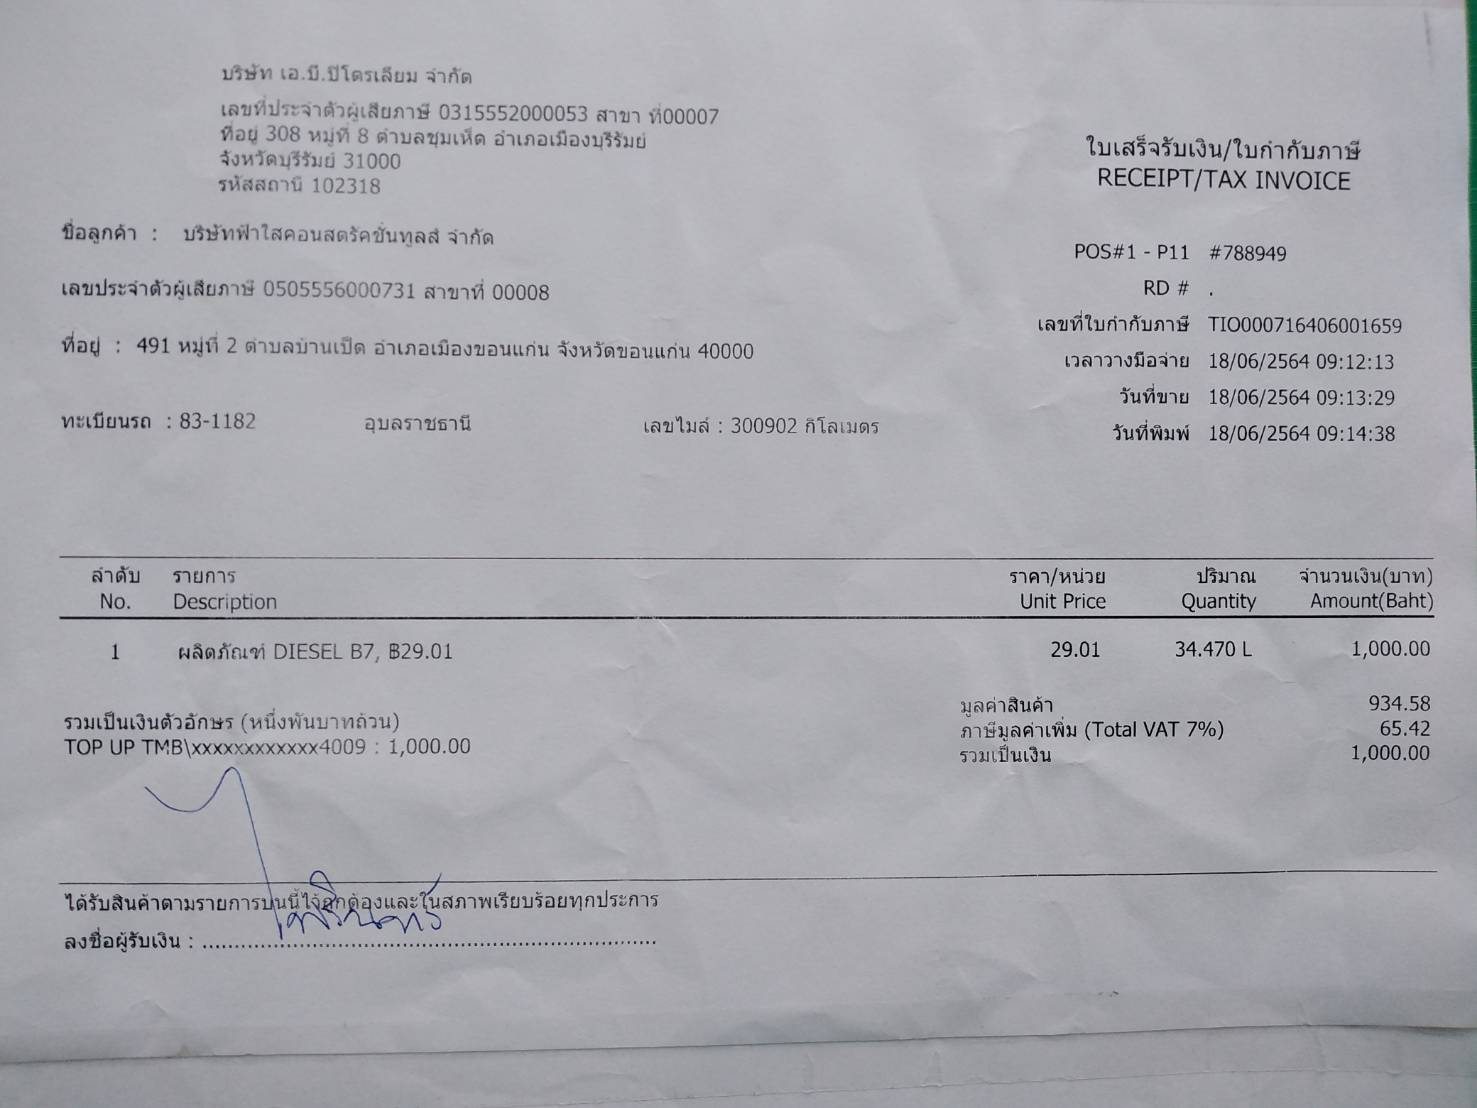 บริษัท เอ.บี.ปิโตรเลียม จำกัด
เลขที่ประจำตัวผู้เสียภาษี 0315552000053 สาขา ที่00007
ที่อยู่ 308 หมู่ที่ 8 ตำบลชุมเห็ด อำเภอเมืองบุรีรัมย์
จังหวัดบุรีรัมย์ 31000
รหัสสถานี 102318
ใบเสร็จรับเงิน/ใบกำกับภาษี
RECEIPT/TAX INVOICE
ชื่อลูกค้า : บริษัทฟ้าใสคอนสตรัคชั่นทูลส์ จำกัด
POS#1 - P11 #788949
เลขประจำตัวผู้เสียภาษี 0505556000731 สาขาที่ 00008
RD # .
เลขที่ใบกำกับภาษี TIO000716406001659
ที่อยู่ : 491 หมู่ที่ 2 ตำบลบ้านเป็ด อำเภอเมืองขอนแก่น จังหวัดขอนแก่น 40000
เวลาวางมือจ่าย 18/06/2564 09:12:13
วันที่ขาย 18/06/2564 09:13:29
ทะเบียนรถ : 83-1182 อุบลราชธานี เลขไมล์ : 300902 กิโลเมตร
วันที่พิมพ์ 18/06/2564 09:14:38
ลำดับ รายการ ราคา/หน่วย ปริมาณ จำนวนเงิน(บาท)
No. Description Unit Price Quantity Amount(Baht)
1 ผลิตภัณฑ์ DIESEL B7, ฿29.01 29.01 34.470 L 1,000.00
มูลค่าสินค้า 934.58
รวมเป็นเงินตัวอักษร (หนึ่งพันบาทถ้วน)
ภาษีมูลค่าเพิ่ม (Total VAT 7%) 65.42
TOP UP TMB\xxxxxxxxxxxx4009 : 1,000.00
รวมเป็นเงิน 1,000.00
ได้รับสินค้าตามรายการบนนี้ไว้ถูกต้องและในสภาพเรียบร้อยทุกประการ
ลงชื่อผู้รับเงิน : ........................................................................